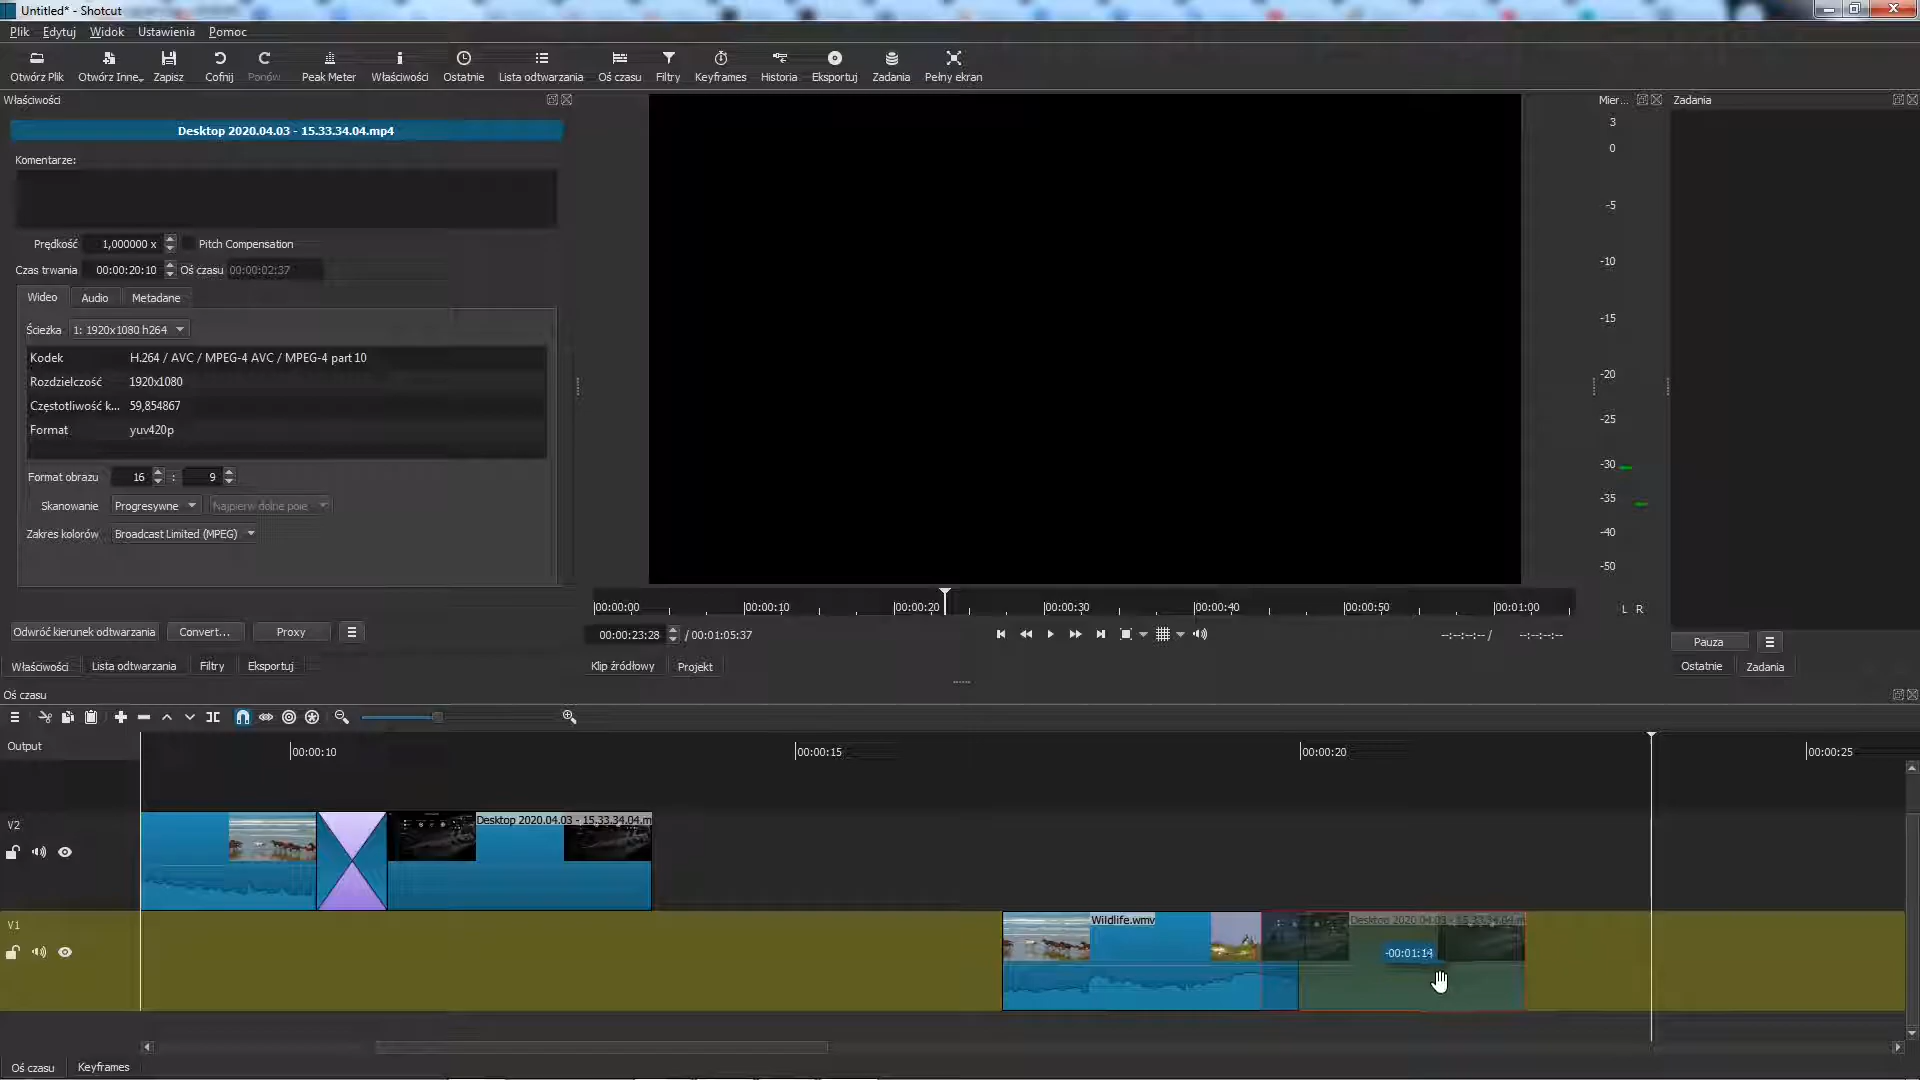 Untitled* - Shotcut
Plik Edytuj Widok Ustawienia Pomoc
Otwórz Plik Otwórz Inne... Zapisz Cofnij Ponów Peak Meter Właściwości Ostatnie Lista odtwarzania Oś czasu Filtry Keyframes Historia Eksportuj Zadania Pełny ekran
Właściwości
Desktop 2020.04.03 - 15.33.34.04.mp4
Komentarze:
Prędkość 1,000000 x Pitch Compensation
Czas trwania 00:00:20:10 Oś czasu 00:00:02:37
Wideo Audio Metadane
Ścieżka 1: 1920x1080 h264
Kodek H.264 / AVC / MPEG-4 AVC / MPEG-4 part 10
Rozdzielczość 1920x1080
Częstotliwość k... 59,854867
Format yuv420p
Format obrazu 16 : 9
Skanowanie Progresywne Najpierw dolne pole
Zakres kolorów Broadcast Limited (MPEG)
Odwróć kierunek odtwarzania Convert... Proxy
Właściwości Lista odtwarzania Filtry Eksportuj
00:00:00 00:00:10 00:00:20 00:00:30 00:00:40 00:00:50 00:01:00
00:00:23:28 / 00:01:05:37 --:--:--:-- / --:--:--:--
Klip źródłowy Projekt
Mier...
3
0
-5
-10
-15
-20
-25
-30
-35
-40
-50
L R
Zadania
Pauza
Ostatnie Zadania
Oś czasu
Output
00:00:10 00:00:15 00:00:20 00:00:25
V2
Desktop 2020.04.03 - 15.33.34.04.m
V1
Wildlife.wmv Desktop 2020.04.03 - 15.33.34.04.m
-00:01:14
Oś czasu Keyframes